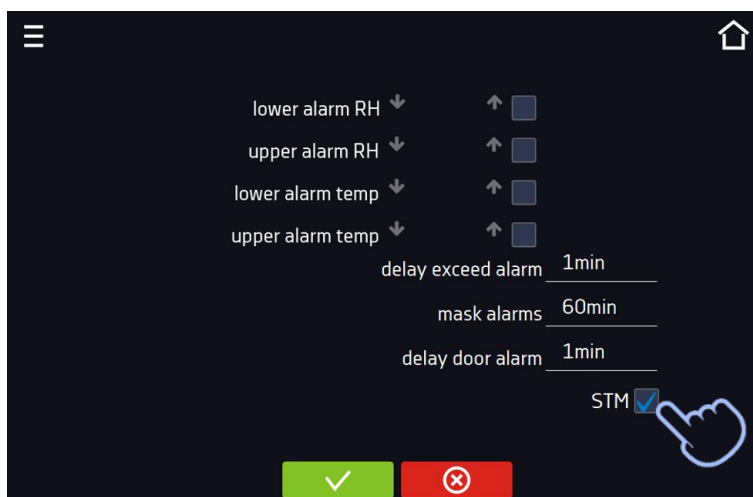 lower alarm RH
upper alarm RH
lower alarm temp
upper alarm temp
delay exceed alarm 1min
mask alarms 60min
delay door alarm 1min
STM